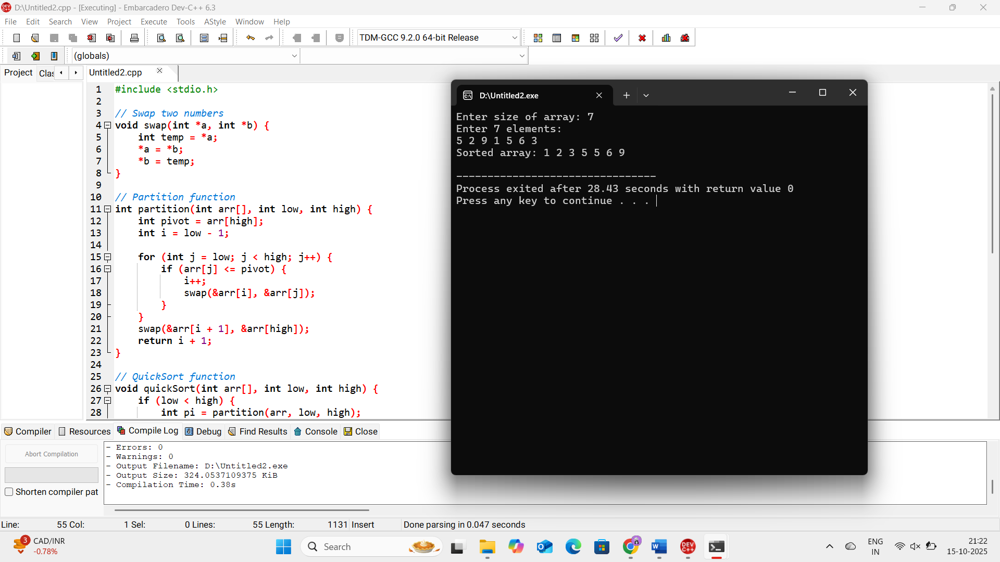 D:\Untitled2.cpp - [Executing] - Embarcadero Dev-C++ 6.3
File Edit Search View Project Execute Tools AStyle Window Help
TDM-GCC 9.2.0 64-bit Release
(globals)
Project Clas Untitled2.cpp
1 #include <stdio.h>
2
3 // Swap two numbers
4 void swap(int *a, int *b) {
5 int temp = *a;
6 *a = *b;
7 *b = temp;
8 }
9
10 // Partition function
11 int partition(int arr[], int low, int high) {
12 int pivot = arr[high];
13 int i = low - 1;
14
15 for (int j = low; j < high; j++) {
16 if (arr[j] <= pivot) {
17 i++;
18 swap(&arr[i], &arr[j]);
19 }
20 }
21 swap(&arr[i + 1], &arr[high]);
22 return i + 1;
23 }
24
25 // QuickSort function
26 void quickSort(int arr[], int low, int high) {
27 if (low < high) {
28 int pi = partition(arr, low, high);
D:\Untitled2.exe
Enter size of array: 7
Enter 7 elements:
5 2 9 1 5 6 3
Sorted array: 1 2 3 5 5 6 9
--------------------------------
Process exited after 28.43 seconds with return value 0
Press any key to continue . . .
Compiler Resources Compile Log Debug Find Results Console Close
Abort Compilation
Shorten compiler pat
- Errors: 0
- Warnings: 0
- Output Filename: D:\Untitled2.exe
- Output Size: 324.0537109375 KiB
- Compilation Time: 0.38s
Line: 55 Col: 1 Sel: 0 Lines: 55 Length: 1131 Insert Done parsing in 0.047 seconds
3 CAD/INR
-0.78%
Search
DEV C++
ENG
IN
21:22
15-10-2025